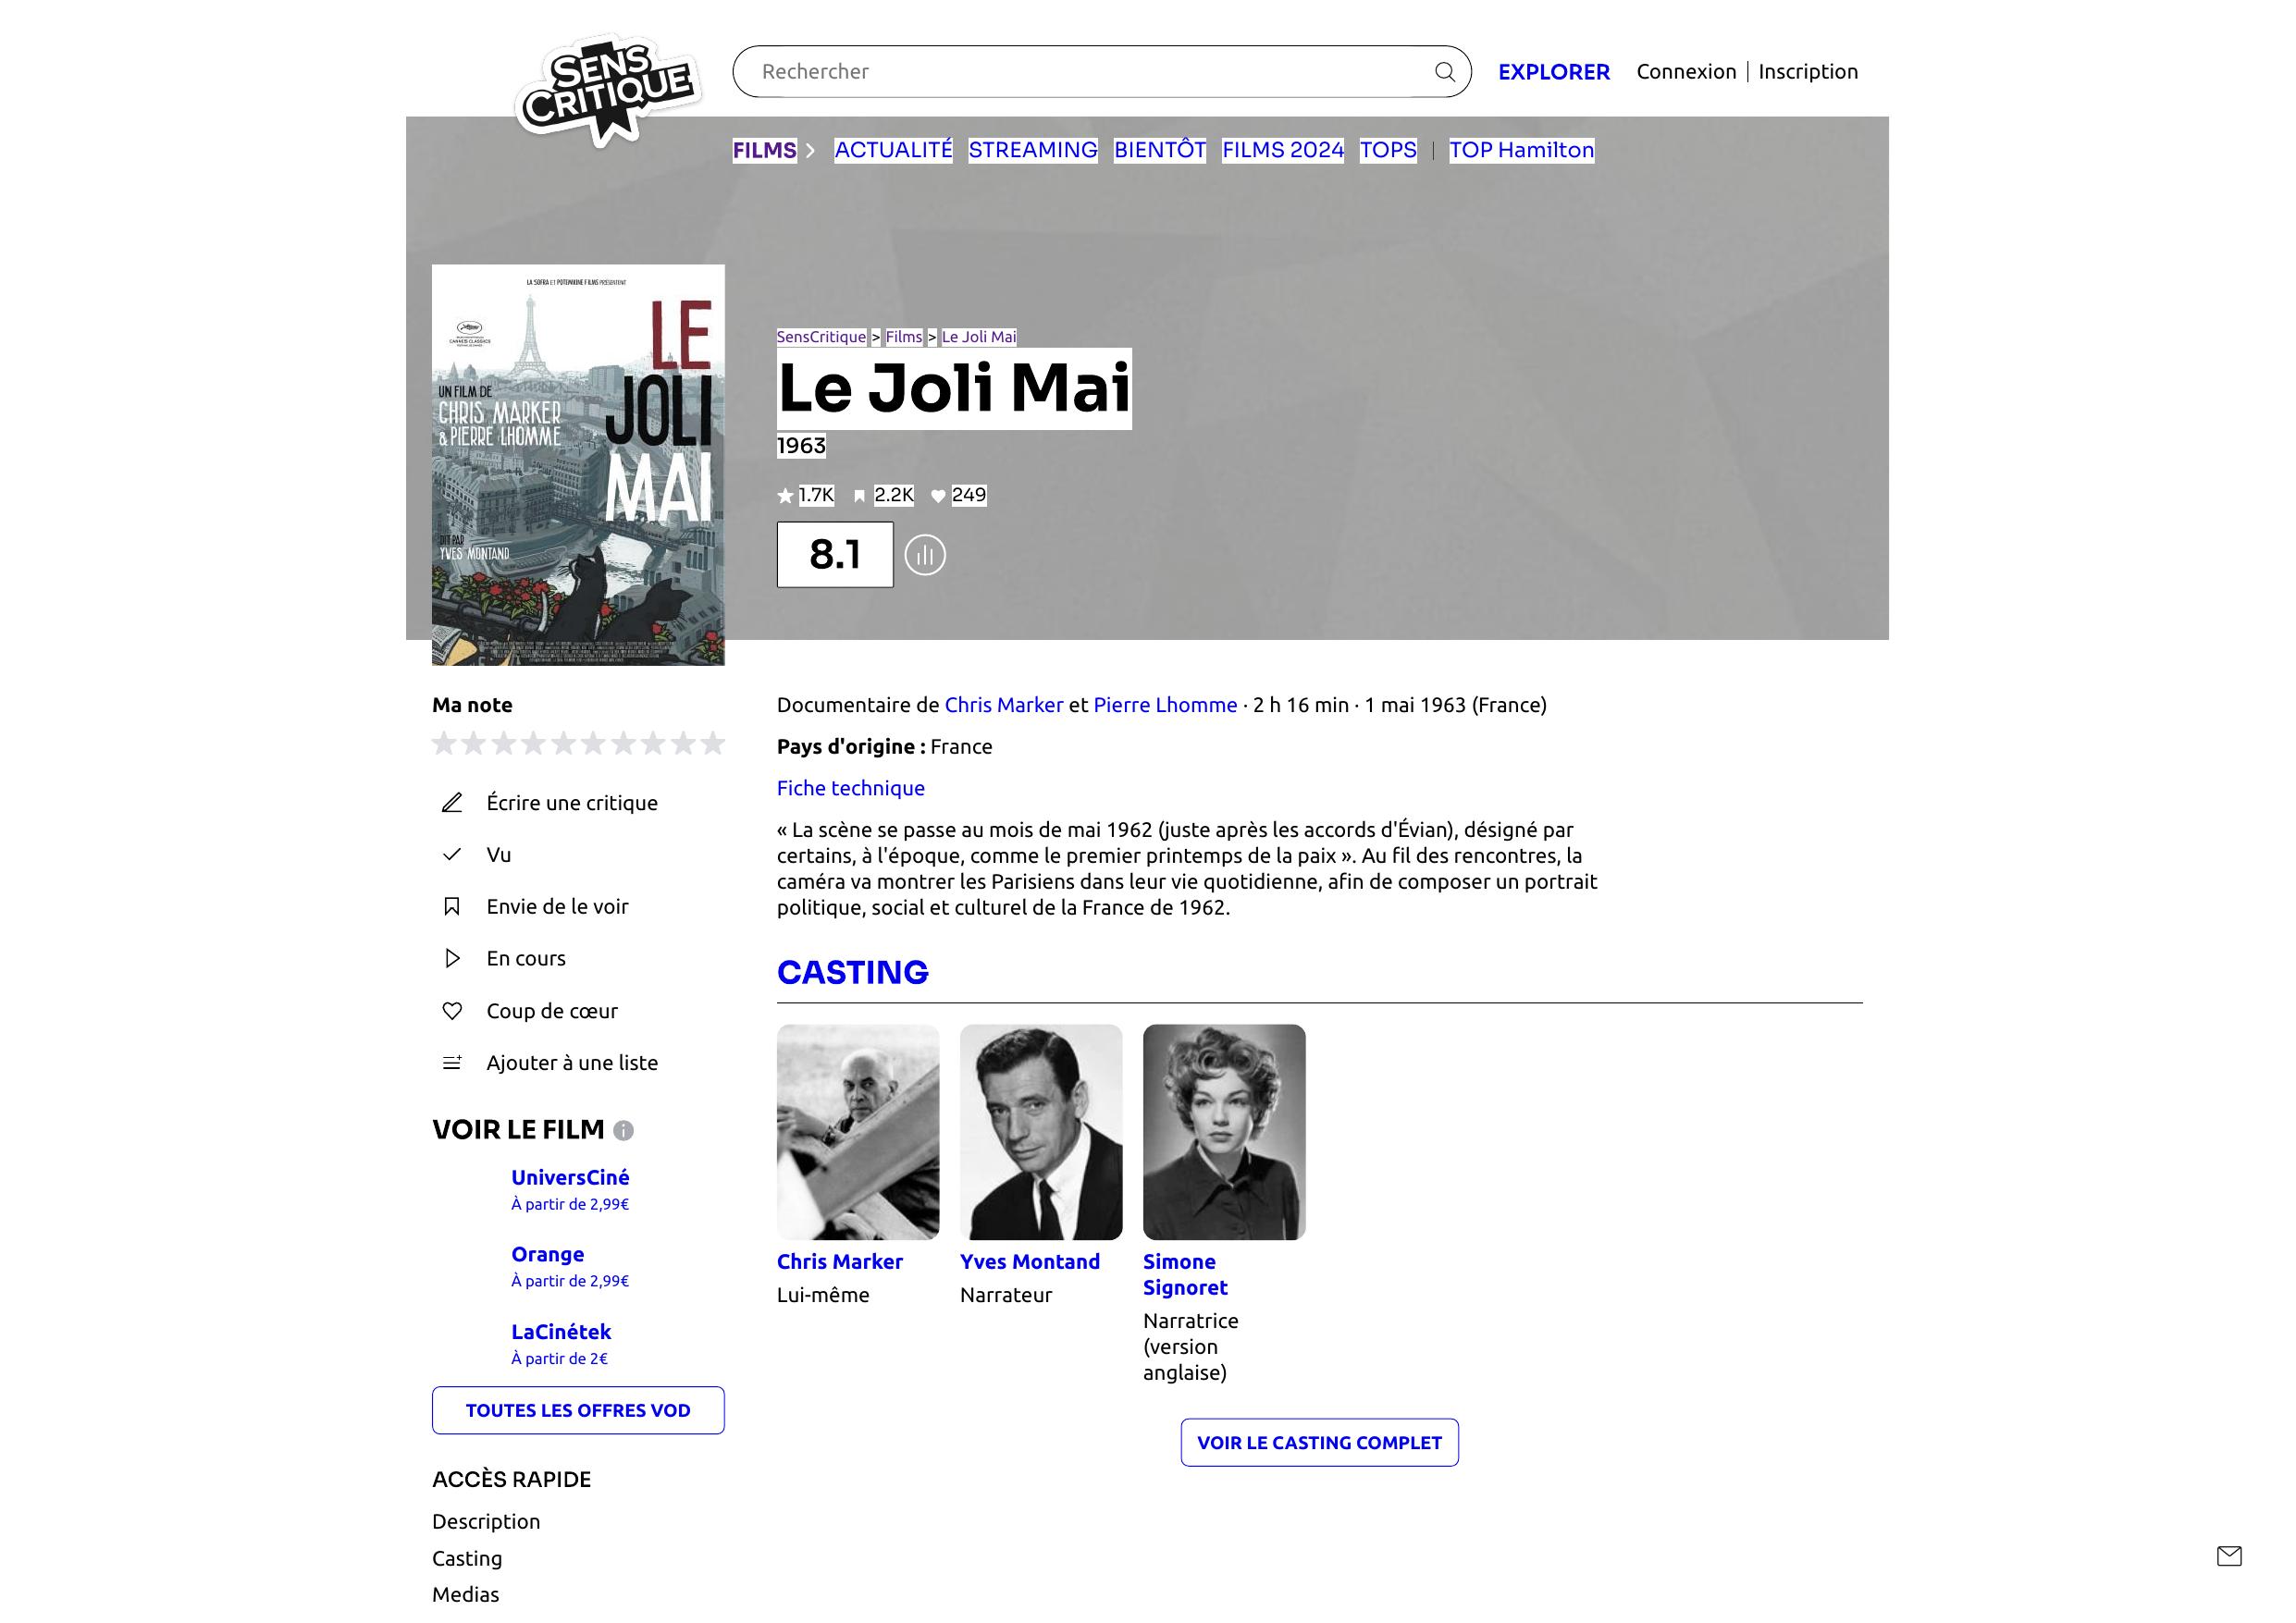 SENS
CRITIQUE
Rechercher
EXPLORER
Connexion | Inscription
FILMS
ACTUALITÉ
STREAMING
BIENTÔT
FILMS 2024
TOPS
TOP Hamilton
LA SOFRA ET POTEMKINE FILMS PRÉSENTENT
LE
JOLI
MAI
CANNES CLASSICS
UN FILM DE
CHRIS MARKER
& PIERRE LHOMME
DIT PAR
YVES MONTAND
SensCritique > Films > Le Joli Mai
Le Joli Mai
1963
1.7K 2.2K 249
8.1
Ma note
Écrire une critique
Vu
Envie de le voir
En cours
Coup de cœur
Ajouter à une liste
VOIR LE FILM
UniversCiné
À partir de 2,99€
Orange
À partir de 2,99€
LaCinétek
À partir de 2€
TOUTES LES OFFRES VOD
ACCÈS RAPIDE
Description
Casting
Medias
Documentaire de Chris Marker et Pierre Lhomme · 2 h 16 min · 1 mai 1963 (France)
Pays d'origine : France
Fiche technique
« La scène se passe au mois de mai 1962 (juste après les accords d'Évian), désigné par
certains, à l'époque, comme le premier printemps de la paix ». Au fil des rencontres, la
caméra va montrer les Parisiens dans leur vie quotidienne, afin de composer un portrait
politique, social et culturel de la France de 1962.
CASTING
Chris Marker
Lui-même
Yves Montand
Narrateur
Simone
Signoret
Narratrice
(version
anglaise)
VOIR LE CASTING COMPLET